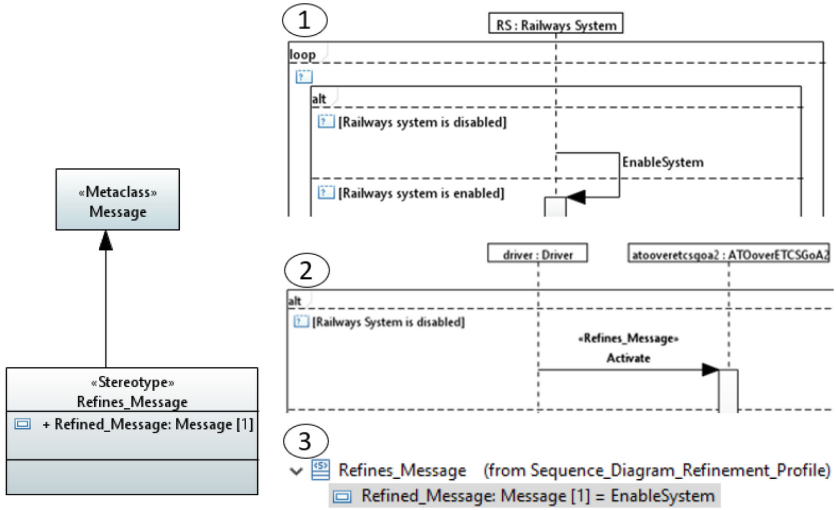 «Metaclass»
Message
«Stereotype»
Refines_Message
+ Refined_Message: Message [1]
1
RS : Railways System
loop
?
alt
? [Railways system is disabled]
EnableSystem
? [Railways system is enabled]
2
driver : Driver
atooveretcsgoa2 : ATOoverETCSGoA2
alt
? [Railways System is disabled]
«Refines_Message»
Activate
3
<S> Refines_Message (from Sequence_Diagram_Refinement_Profile)
Refined_Message: Message [1] = EnableSystem